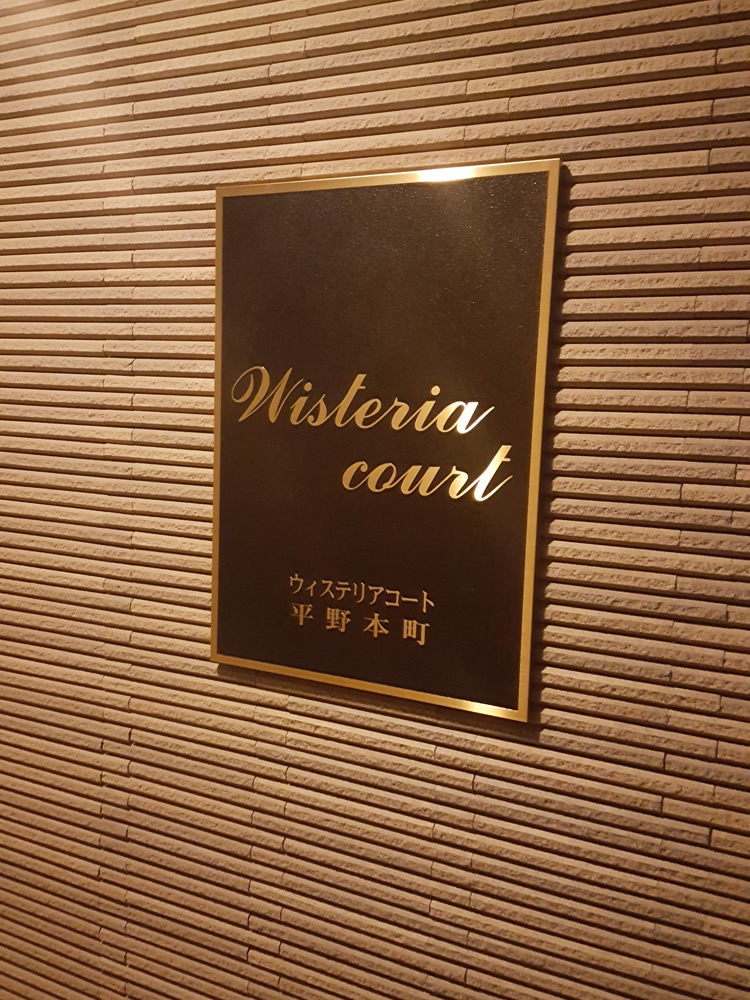 Wisteria
court
ウィステリアコート
平野本町